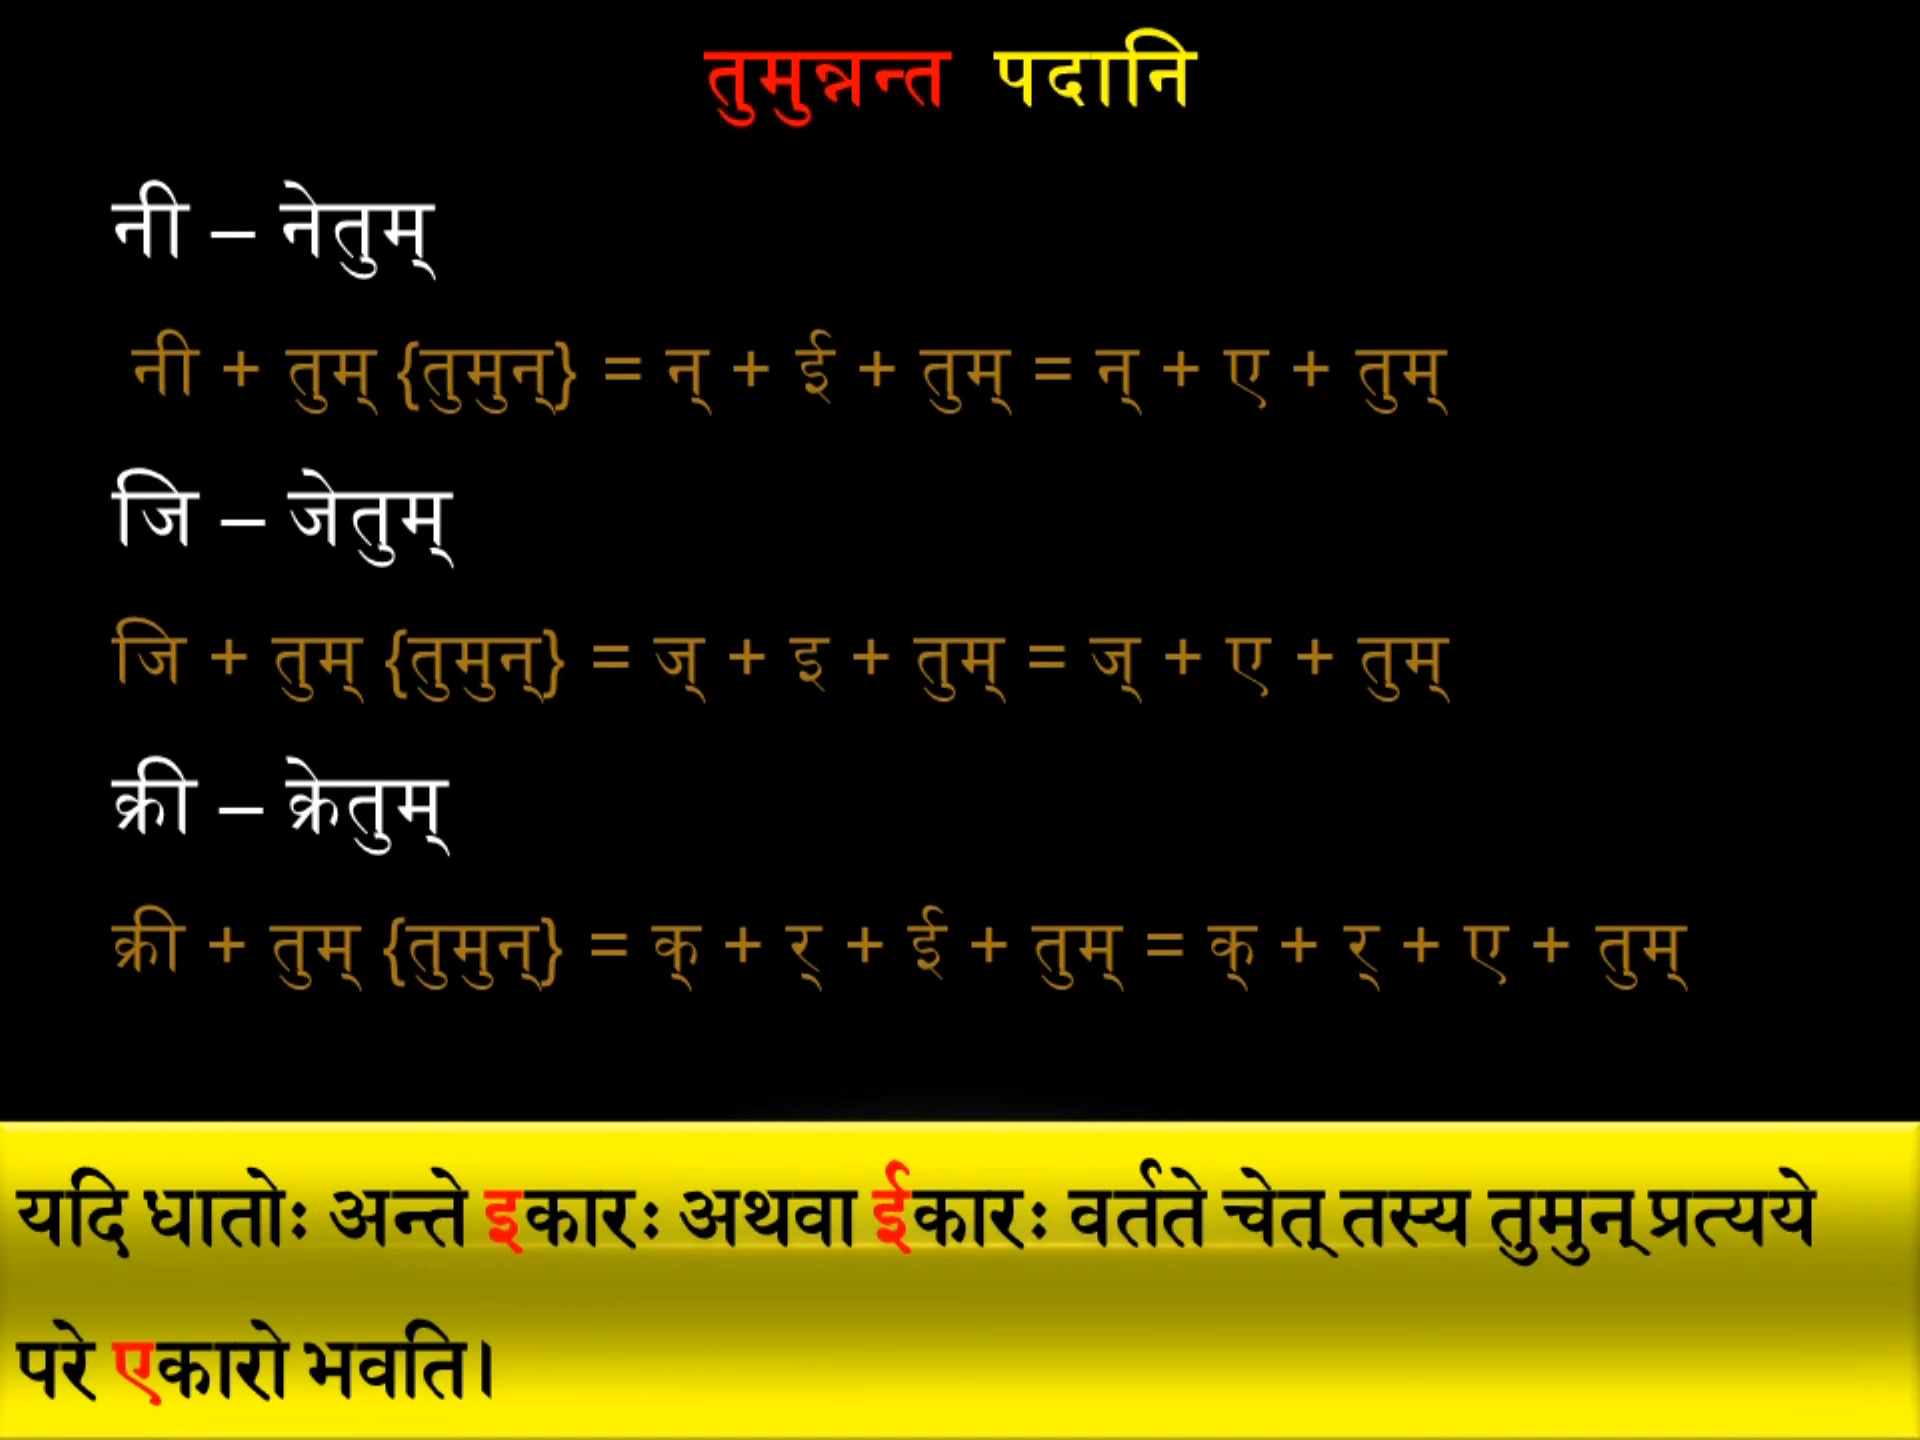 तुमुन्नन्त पदानि
नी – नेतुम्
नी + तुम् {तुमुन्} = न् + ई + तुम् = न् + ए + तुम्
जि – जेतुम्
जि + तुम् {तुमुन्} = ज् + इ + तुम् = ज् + ए + तुम्
क्री – क्रेतुम्
क्री + तुम् {तुमुन्} = क् + र् + ई + तुम् = क् + र् + ए + तुम्
यदि धातोः अन्ते इकारः अथवा ईकारः वर्तते चेत् तस्य तुमुन् प्रत्यये
परे एकारो भवति।